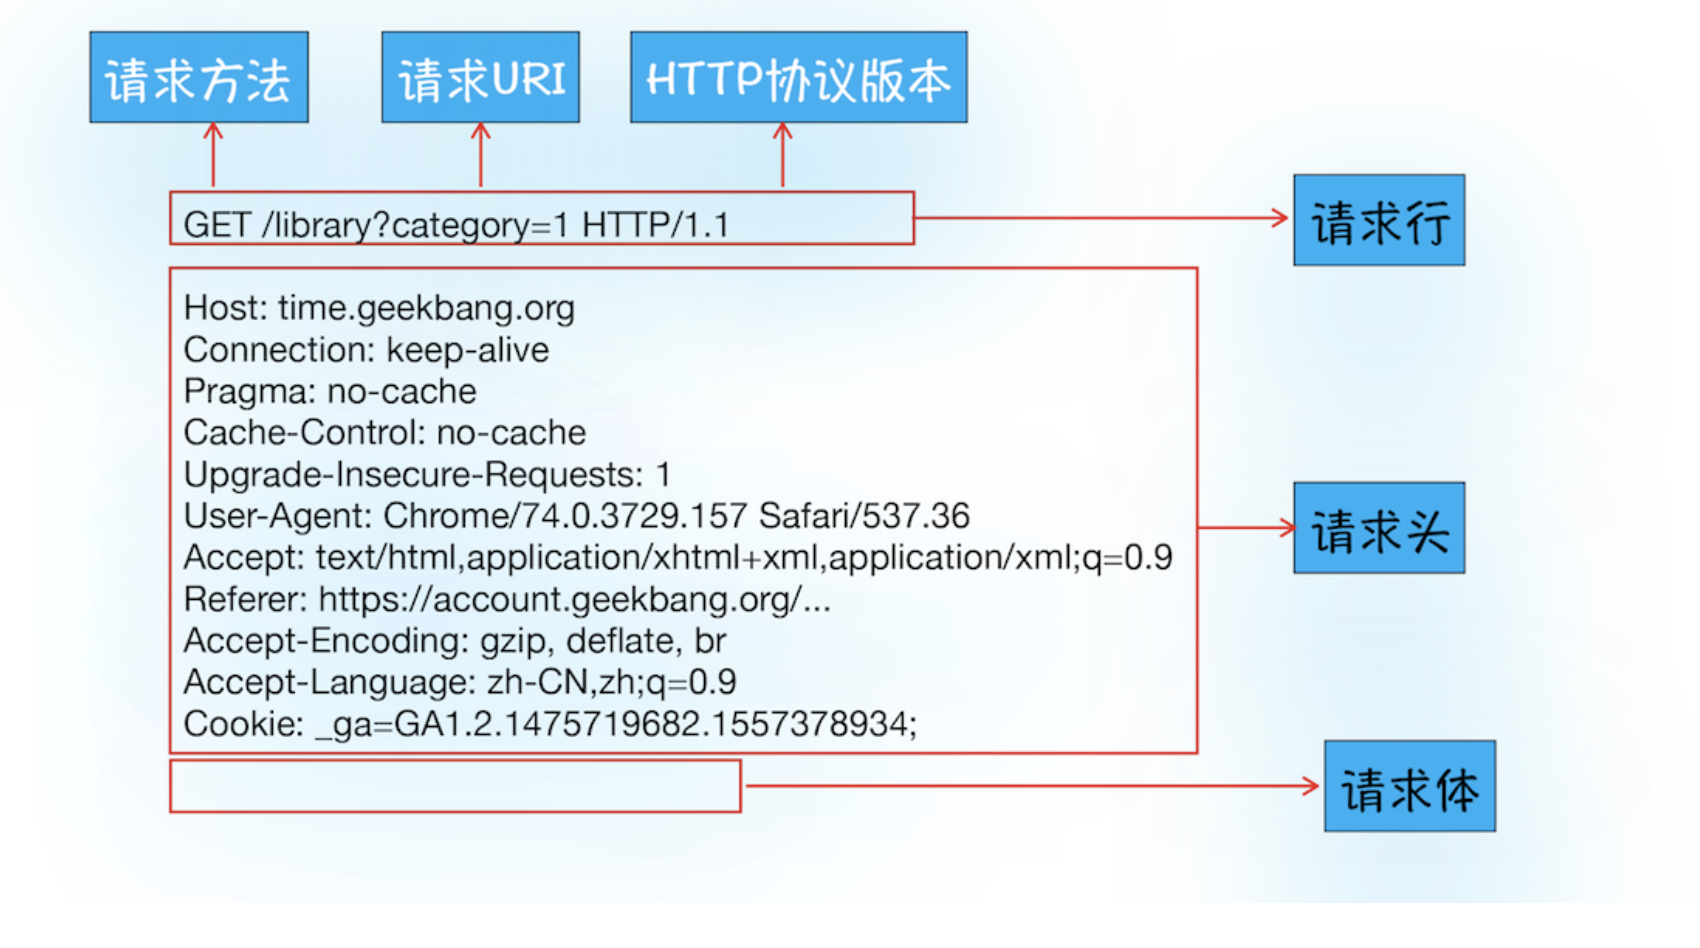 请求方法
请求URI
HTTP协议版本
GET /library?category=1 HTTP/1.1
请求行
Host: time.geekbang.org
Connection: keep-alive
Pragma: no-cache
Cache-Control: no-cache
Upgrade-Insecure-Requests: 1
User-Agent: Chrome/74.0.3729.157 Safari/537.36
Accept: text/html,application/xhtml+xml,application/xml;q=0.9
Referer: https://account.geekbang.org/...
Accept-Encoding: gzip, deflate, br
Accept-Language: zh-CN,zh;q=0.9
Cookie: _ga=GA1.2.1475719682.1557378934;
请求头
请求体